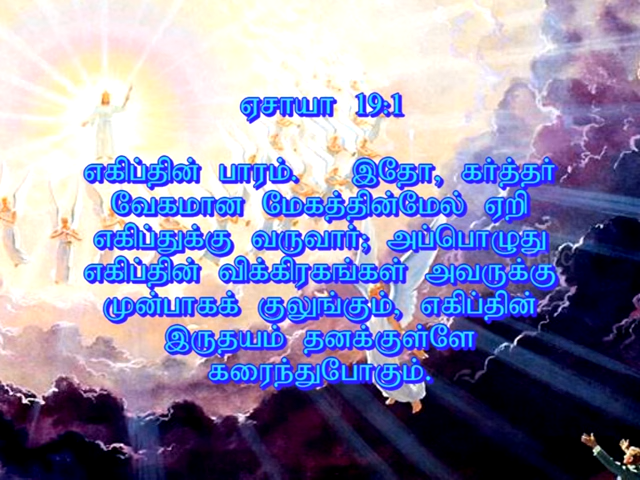 ஏசாயா 19:1
எகிப்தின் பாரம். இதோ, கர்த்தர்
வேகமான மேகத்தின்மேல் ஏறி
எகிப்துக்கு வருவார்; அப்பொழுது
எகிப்தின் விக்கிரகங்கள் அவருக்கு
முன்பாகக் குலுங்கும், எகிப்தின்
இருதயம் தனக்குள்ளே
கரைந்துபோகும்.